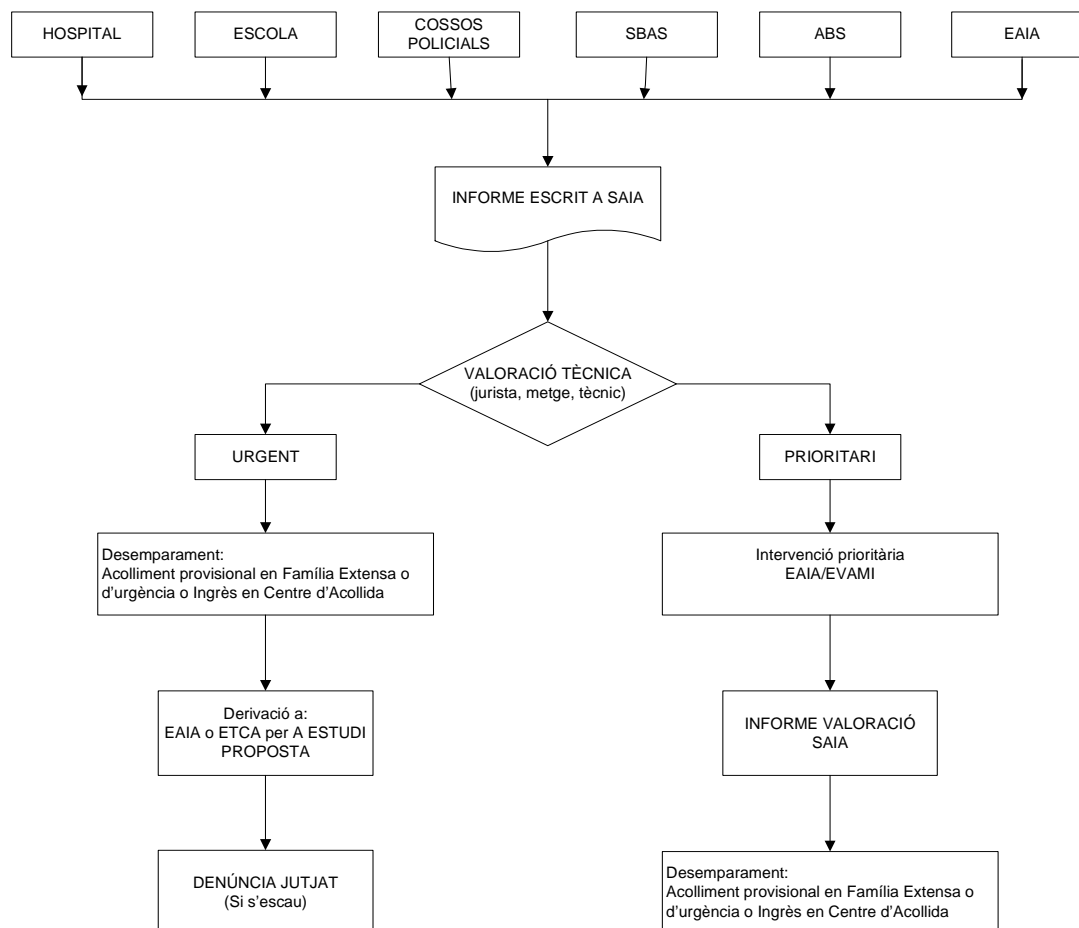 HOSPITAL
ESCOLA
COSSOS
POLICIALS
SBAS
ABS
EAIA
INFORME ESCRIT A SAIA
VALORACIÓ TÈCNICA
(jurista, metge, tècnic)
URGENT
PRIORITARI
Desemparament:
Acolliment provisional en Família Extensa o
d'urgència o Ingrès en Centre d'Acollida
Intervenció prioritària
EAIA/EVAMI
Derivació a:
EAIA o ETCA per A ESTUDI
PROPOSTA
INFORME VALORACIÓ
SAIA
DENÚNCIA JUTJAT
(Si s'escau)
Desemparament:
Acolliment provisional en Família Extensa o
d'urgència o Ingrès en Centre d'Acollida